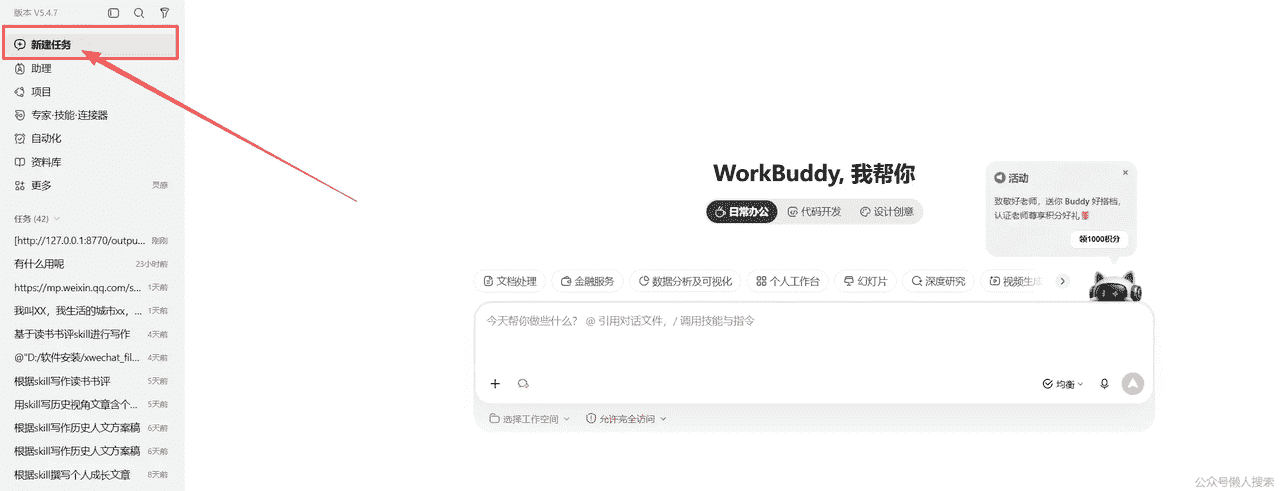 版本 V5.4.7
新建任务
助理
项目
专家·技能·连接器
自动化
资料库
更多
灵感
任务 (42)
[http://127.0.0.1:8770/outpu... 刚刚
有什么用呢 23小时前
https://mp.weixin.qq.com/s... 1天前
我叫XX，我生活的城市xx，... 1天前
基于读书书评skill进行写作 4天前
@"D:/软件安装/xwechat_fil... 4天前
根据skill写作读书书评 5天前
用skill写历史视角文章含个... 5天前
根据skill写作历史人文方案稿 6天前
根据skill写作历史人文方案稿 6天前
根据skill撰写个人成长文章 8天前
WorkBuddy, 我帮你
日常办公 代码开发 设计创意
活动
致敬好老师，送你 Buddy 好搭档，
认证老师尊享积分好礼
领1000积分
文档处理 金融服务 数据分析及可视化 个人工作台 幻灯片 深度研究 视频生成
今天帮你做些什么？ @ 引用对话文件，/ 调用技能与指令
均衡
选择工作空间 允许完全访问
公众号懒人搜索